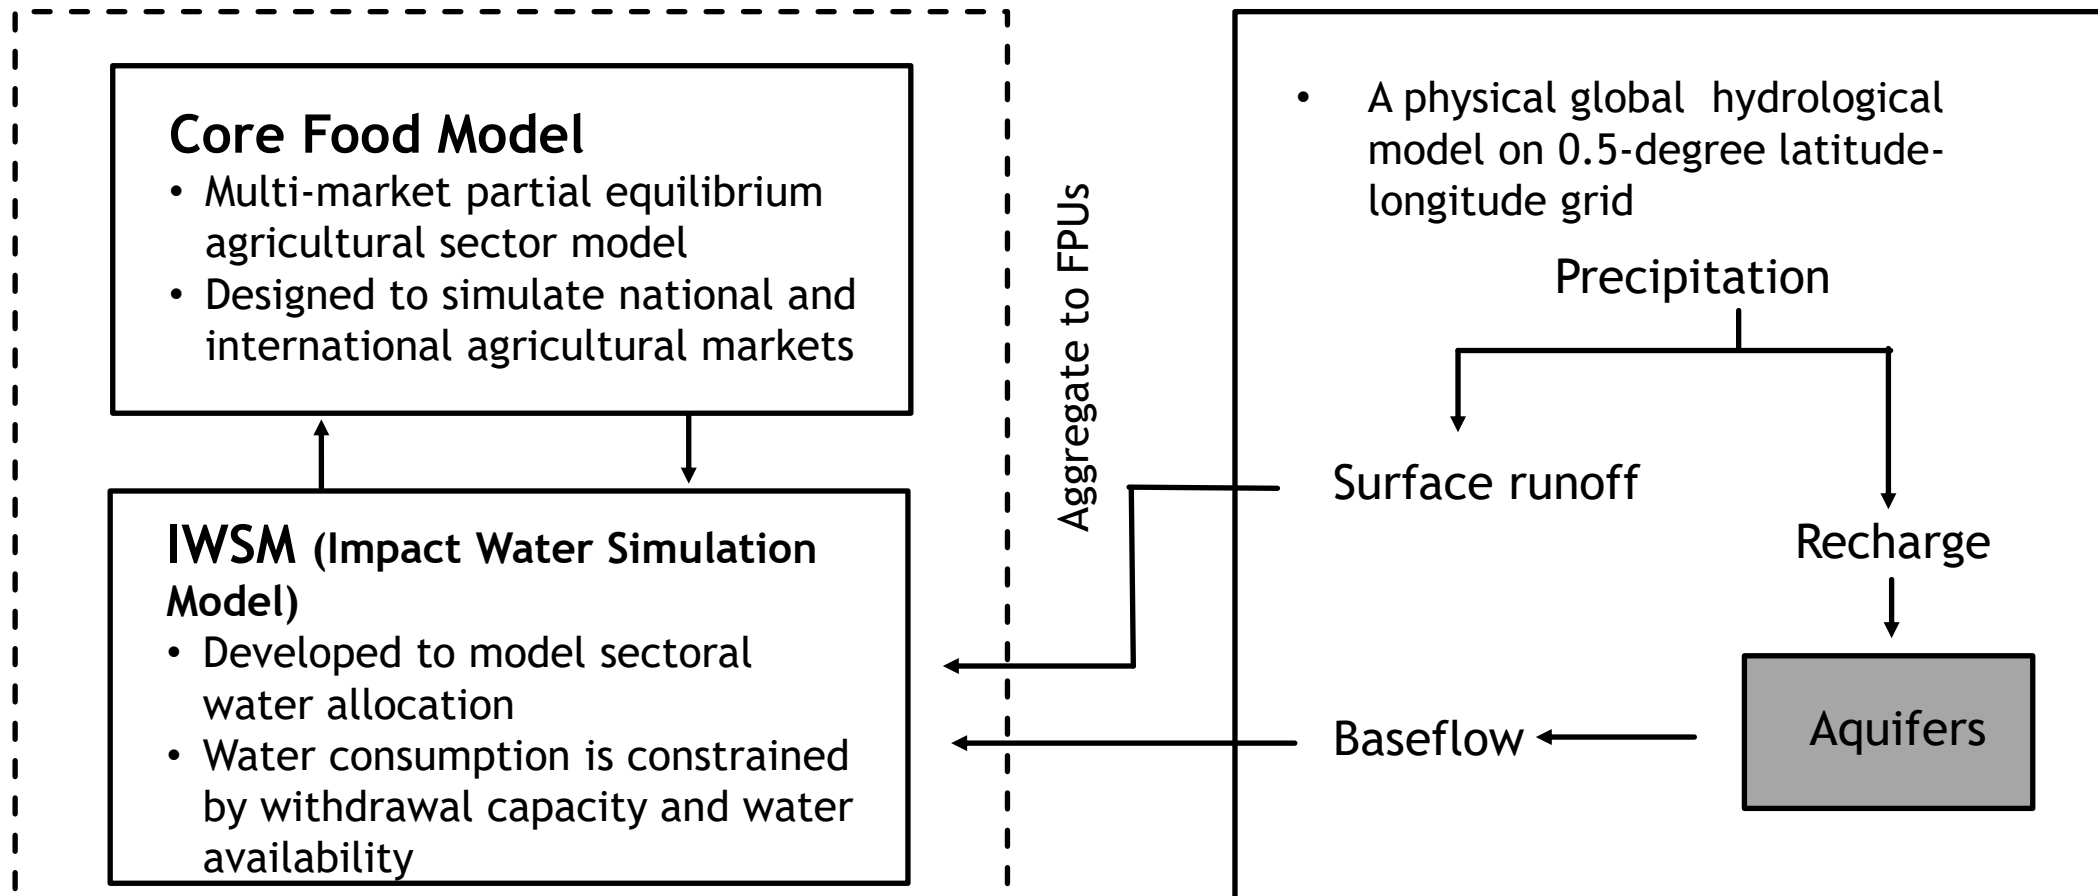 Core Food Model
• Multi-market partial equilibrium
agricultural sector model
• Designed to simulate national and
international agricultural markets
IWSM (Impact Water Simulation
Model)
• Developed to model sectoral
water allocation
• Water consumption is constrained
by withdrawal capacity and water
availability
Aggregate to FPUs
• A physical global hydrological
model on 0.5-degree latitude-
longitude grid
Precipitation
Surface runoff
Recharge
Baseflow
Aquifers